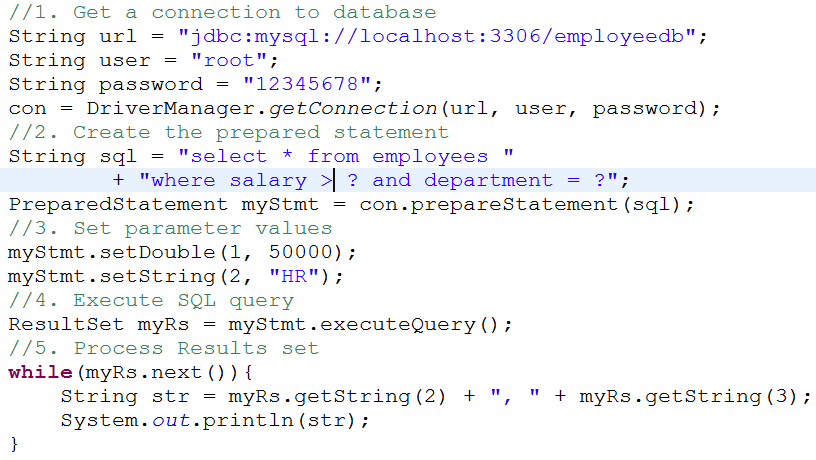 //1. Get a connection to database
String url = "jdbc:mysql://localhost:3306/employeedb";
String user = "root";
String password = "12345678";
con = DriverManager.getConnection(url, user, password);
//2. Create the prepared statement
String sql = "select * from employees "
        + "where salary > ? and department = ?";
PreparedStatement myStmt = con.prepareStatement(sql);
//3. Set parameter values
myStmt.setDouble(1, 50000);
myStmt.setString(2, "HR");
//4. Execute SQL query
ResultSet myRs = myStmt.executeQuery();
//5. Process Results set
while(myRs.next()){
    String str = myRs.getString(2) + ", " + myRs.getString(3);
    System.out.println(str);
}